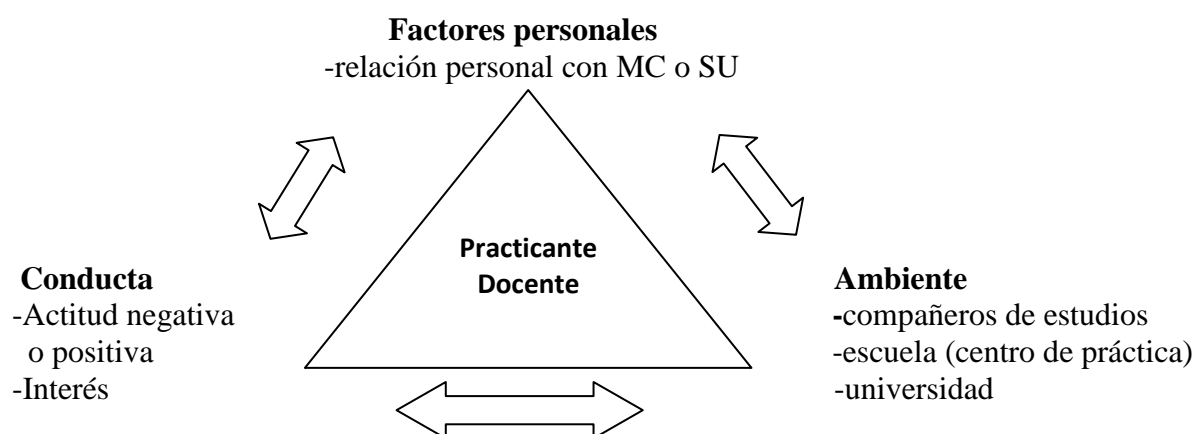 Factores personales
-relación personal con MC o SU
Practicante
Docente
Conducta
-Actitud negativa
o positiva
-Interés
Ambiente
-compañeros de estudios
-escuela (centro de práctica)
-universidad